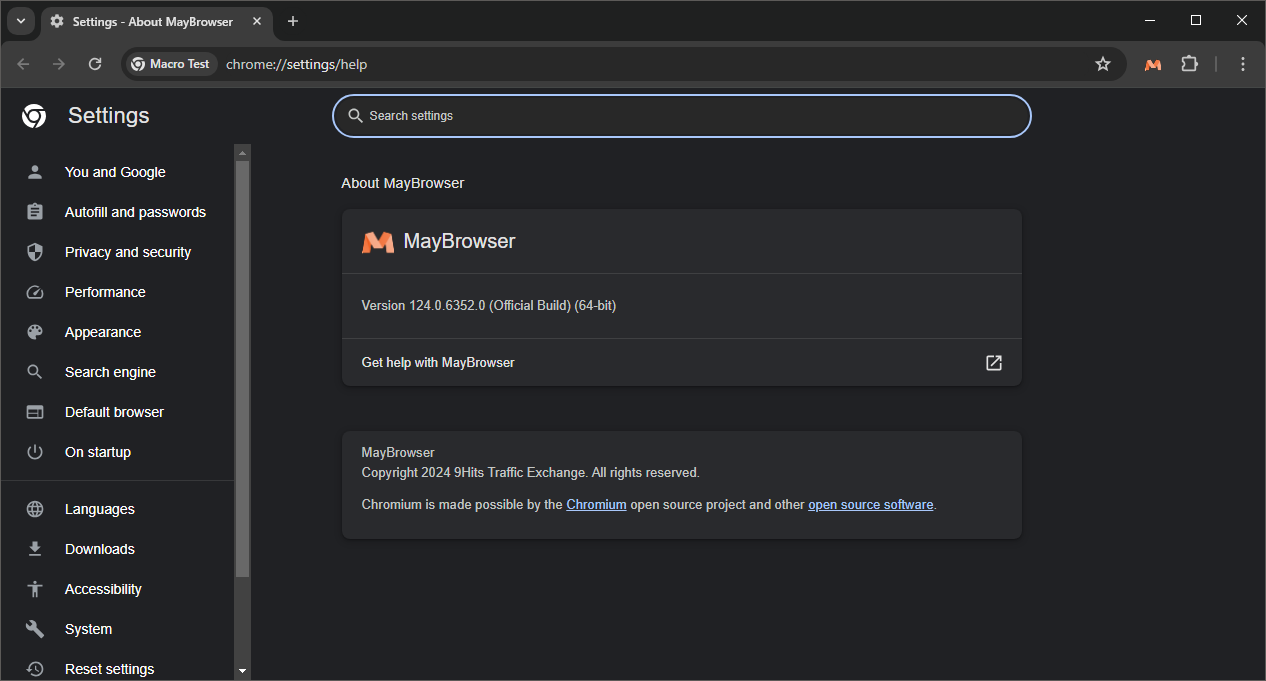 Settings - About MayBrowser
Macro Test
chrome://settings/help
Settings
Search settings
You and Google
Autofill and passwords
Privacy and security
Performance
Appearance
Search engine
Default browser
On startup
Languages
Downloads
Accessibility
System
Reset settings
About MayBrowser
MayBrowser
Version 124.0.6352.0 (Official Build) (64-bit)
Get help with MayBrowser
MayBrowser
Copyright 2024 9Hits Traffic Exchange. All rights reserved.
Chromium is made possible by the Chromium open source project and other open source software.